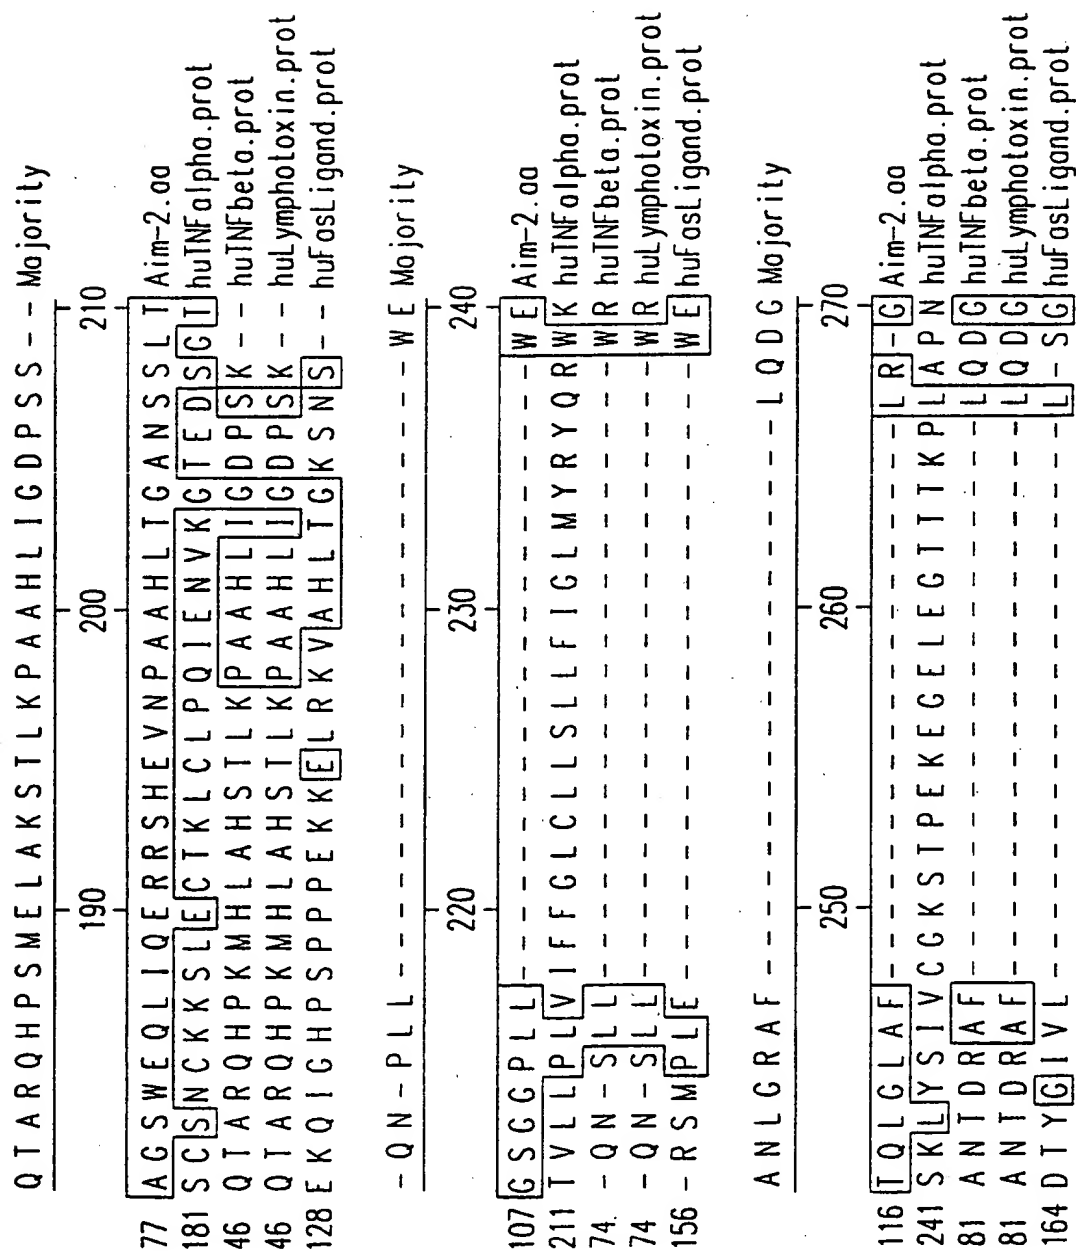 Q T A R Q H P S M E L A K S T L K P A A H L I G D P S S - - Majority
190 200 210
77 A G S W E Q L I Q E R R S H E V N P A A H L T G A N S S L T Aim-2.aa
181 S C S N C K K S L E C T K L C L P Q I E N V K G T E D S G T huTNFalpha.prot
46 Q T A R Q H P K M H L A H S T L K P A A H L I G D P S K - - huTNFbeta.prot
46 Q T A R Q H P K M H L A H S T L K P A A H L I G D P S K - - huLymphotoxin.prot
128 E K Q I G H P S P P P E K K E L R K V A H L T G K S N S - - huFasLigand.prot
- Q N - P L L - - - - - - - - - - - - - - - - - - - - - W E Majority
220 230 240
107 G S G G P L L - - - - - - - - - - - - - - - - - - - - - W E Aim-2.aa
211 T V L L P L V I F F G L C L L S L L F I G L M Y R Y Q R W K huTNFalpha.prot
74. - Q N - S L L - - - - - - - - - - - - - - - - - - - - - W R huTNFbeta.prot
74 - Q N - S L L - - - - - - - - - - - - - - - - - - - - - W R huLymphotoxin.prot
156 - R S M P L E - - - - - - - - - - - - - - - - - - - - - W E huFasLigand.prot
A N L G R A F - - - - - - - - - - - - - - - - - - - L Q D G Majority
250 260 270
116 T Q L G L A F - - - - - - - - - - - - - - - - - - - L R - G Aim-2.aa
241 S K L Y S I V C G K S T P E K E G E L E G T T T K P L A P N huTNFalpha.prot
81 A N T D R A F - - - - - - - - - - - - - - - - - - - L Q D G huTNFbeta.prot
81 A N T D R A F - - - - - - - - - - - - - - - - - - - L Q D G huLymphotoxin.prot
164 D T Y G I V L - - - - - - - - - - - - - - - - - - - L - S G huFasLigand.prot